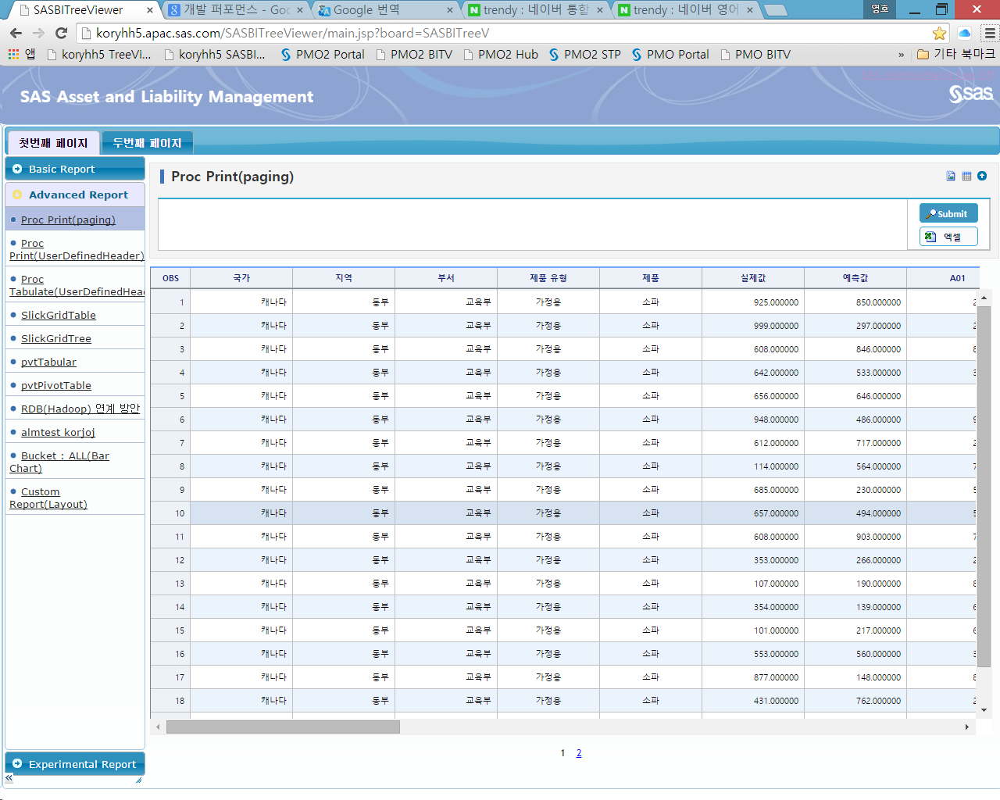 SASBITreeViewer
개발 퍼포먼스 - Goo
Google 번역
trendy : 네이버 통합
trendy : 네이버 영어
영호
koryhh5.apac.sas.com/SASBITreeViewer/main.jsp?board=SASBITreeV
앱
koryhh5 TreeVi...
koryhh5 SASBI...
PMO2 Portal
PMO2 BITV
PMO2 Hub
PMO2 STP
PMO Portal
PMO BITV
»
기타 북마크
SAS Asset and Liability Management
sas
첫번째 페이지
두번째 페이지
Basic Report
Advanced Report
Proc Print(paging)
Proc
Print(UserDefinedHeader)
Proc
Tabulate(UserDefinedHead
SlickGridTable
SlickGridTree
pvtTabular
pvtPivotTable
RDB(Hadoop) 연계 방안
almtest korjoj
Bucket : ALL(Bar
Chart)
Custom
Report(Layout)
Experimental Report
Proc Print(paging)
Submit
엑셀
OBS 국가 지역 부서 제품 유형 제품 실제값 예측값 A01
1 캐나다 동부 교육부 가정용 소파 925.000000 850.000000 2
2 캐나다 동부 교육부 가정용 소파 999.000000 297.000000 2
3 캐나다 동부 교육부 가정용 소파 608.000000 846.000000 8
4 캐나다 동부 교육부 가정용 소파 642.000000 533.000000 3
5 캐나다 동부 교육부 가정용 소파 656.000000 646.000000
6 캐나다 동부 교육부 가정용 소파 948.000000 486.000000 9
7 캐나다 동부 교육부 가정용 소파 612.000000 717.000000 2
8 캐나다 동부 교육부 가정용 소파 114.000000 564.000000 7
9 캐나다 동부 교육부 가정용 소파 685.000000 230.000000 5
10 캐나다 동부 교육부 가정용 소파 657.000000 494.000000 5
11 캐나다 동부 교육부 가정용 소파 608.000000 903.000000 7
12 캐나다 동부 교육부 가정용 소파 353.000000 266.000000 2
13 캐나다 동부 교육부 가정용 소파 107.000000 190.000000 8
14 캐나다 동부 교육부 가정용 소파 354.000000 139.000000 6
15 캐나다 동부 교육부 가정용 소파 101.000000 217.000000 6
16 캐나다 동부 교육부 가정용 소파 553.000000 560.000000 3
17 캐나다 동부 교육부 가정용 소파 877.000000 148.000000 8
18 캐나다 동부 교육부 가정용 소파 431.000000 762.000000 2
1 2